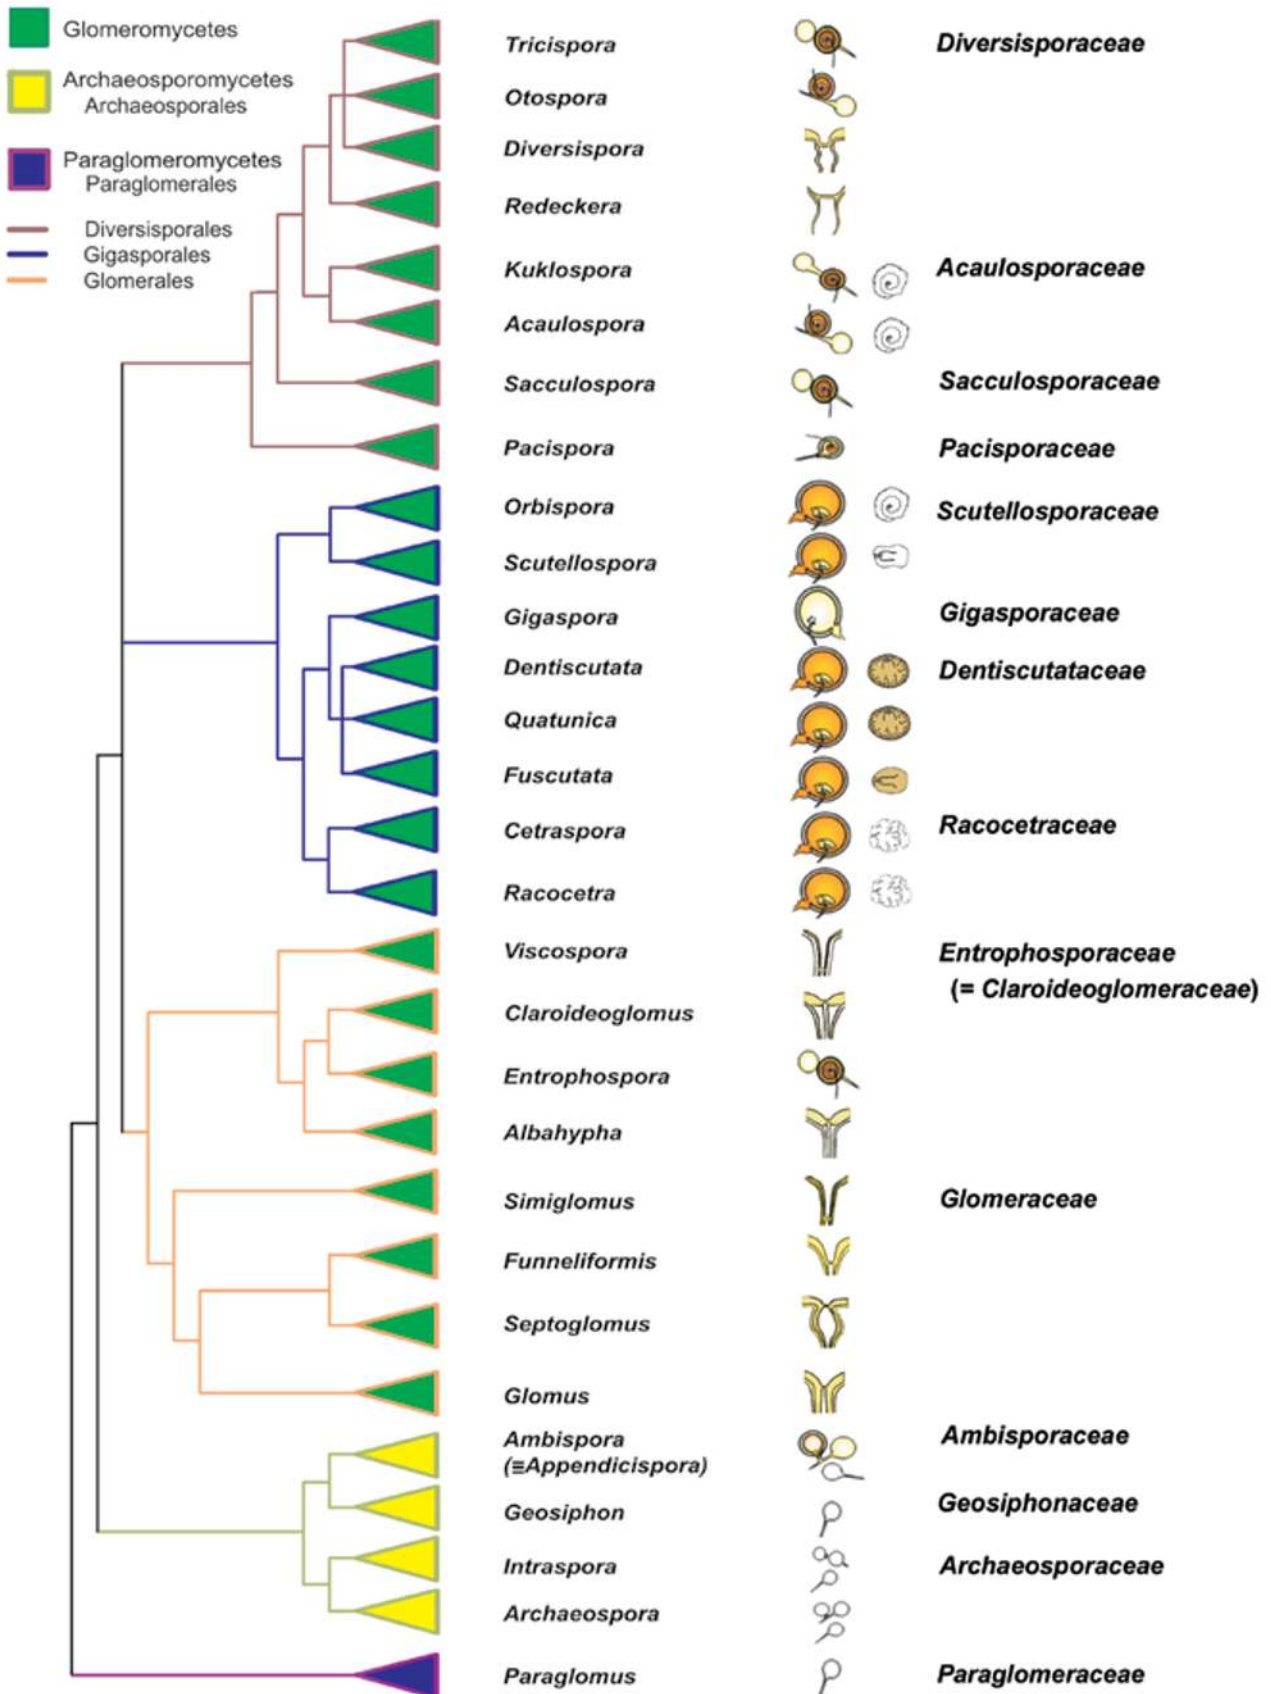 Glomeromycetes
Archaeosporomycetes
Archaeosporales
Paraglomeromycetes
Paraglomerales
Diversisporales
Gigasporales
Glomerales
Tricispora
Diversisporaceae
Otospora
Diversispora
Redeckera
Kuklospora
Acaulosporaceae
Acaulospora
Sacculospora
Sacculosporaceae
Pacispora
Pacisporaceae
Orbispora
Scutellosporaceae
Scutellospora
Gigaspora
Gigasporaceae
Dentiscutata
Dentiscutataceae
Quatunica
Fuscutata
Cetraspora
Racocetraceae
Racocetra
Viscospora
Entrophosporaceae
(= Claroideoglomeraceae)
Claroideoglomus
Entrophospora
Albahypha
Simiglomus
Glomeraceae
Funneliformis
Septoglomus
Glomus
Ambispora
(≡Appendicispora)
Ambisporaceae
Geosiphon
Geosiphonaceae
Intraspora
Archaeosporaceae
Archaeospora
Paraglomus
Paraglomeraceae